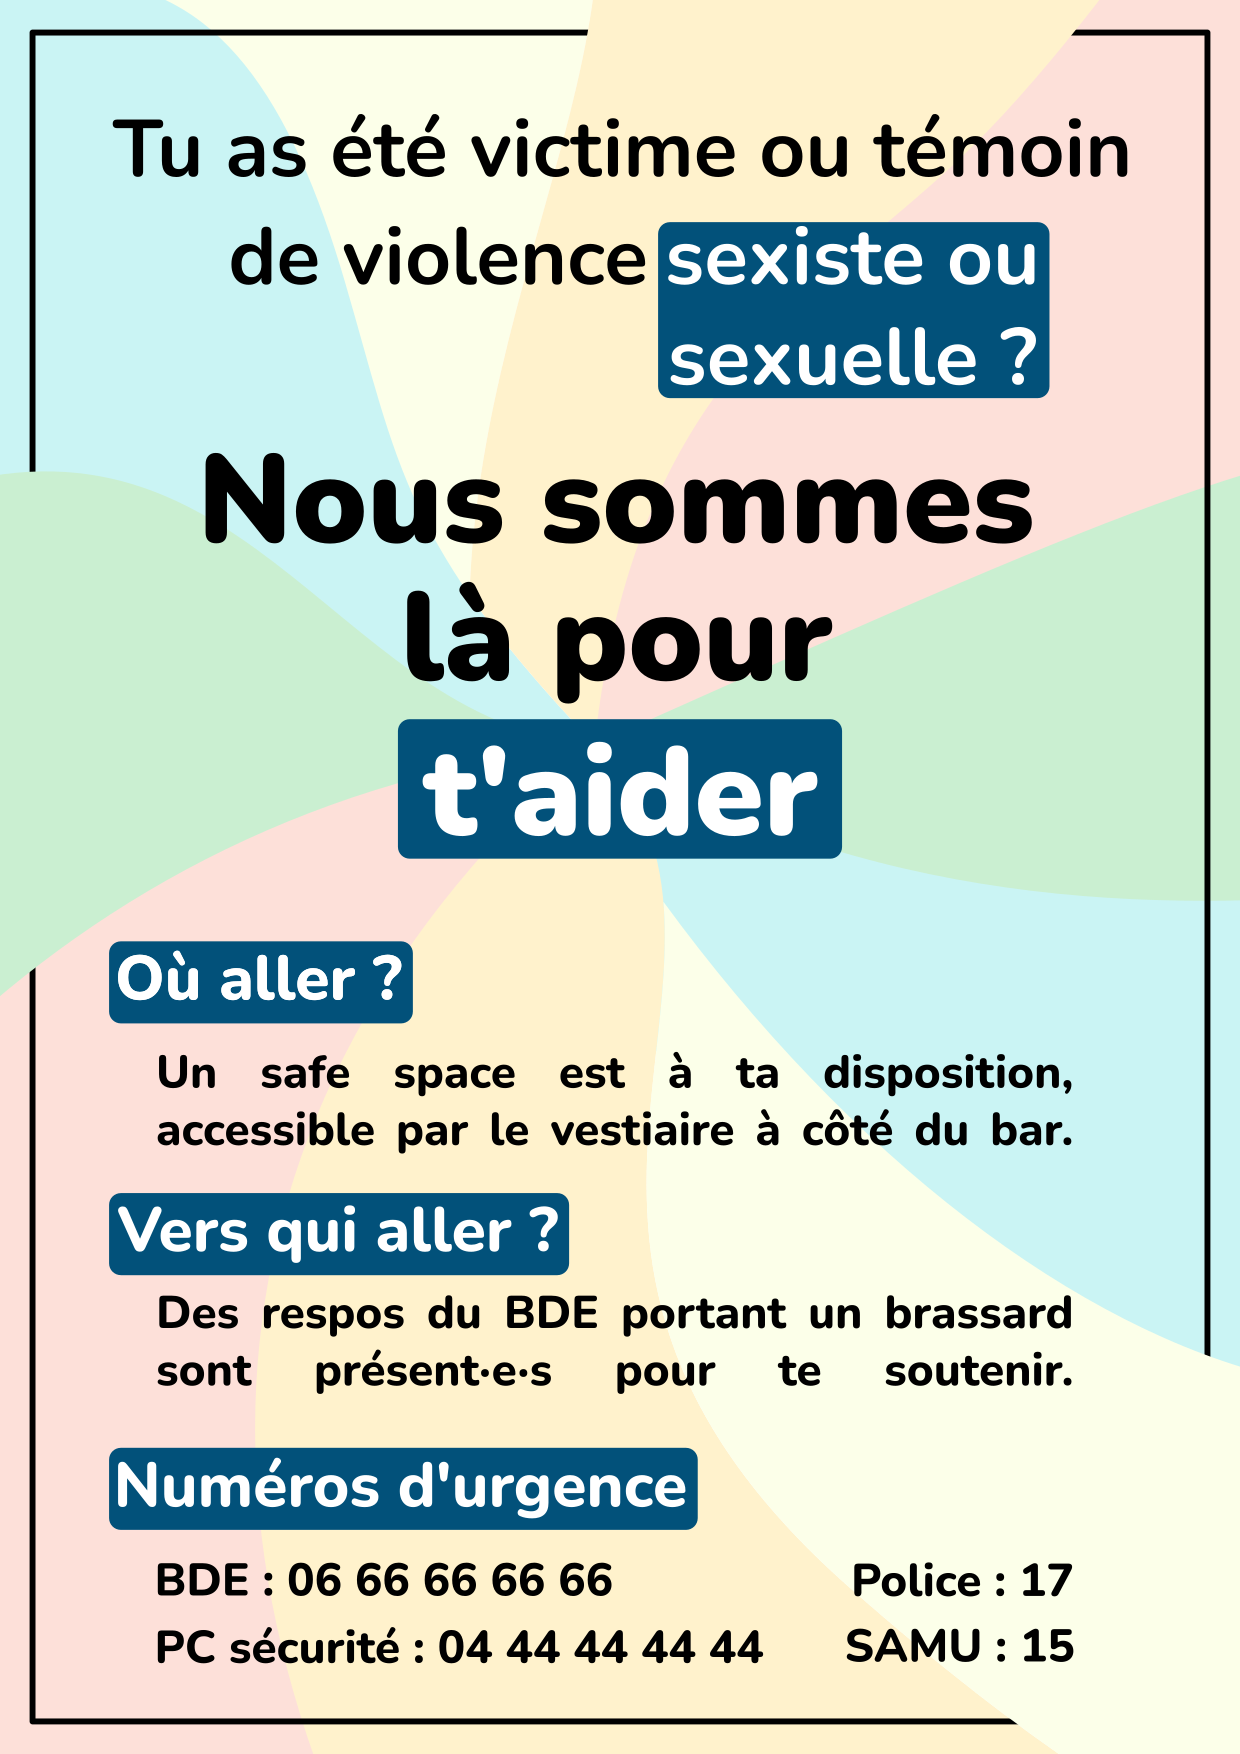 Tu as été victime ou témoin
de violence sexiste ou
sexuelle ?
Nous sommes
là pour
t'aider
Où aller ?
Un safe space est à ta disposition,
accessible par le vestiaire à côté du bar.
Vers qui aller ?
Des respos du BDE portant un brassard
sont présent·e·s pour te soutenir.
Numéros d'urgence
BDE : 06 66 66 66 66
Police : 17
PC sécurité : 04 44 44 44 44
SAMU : 15